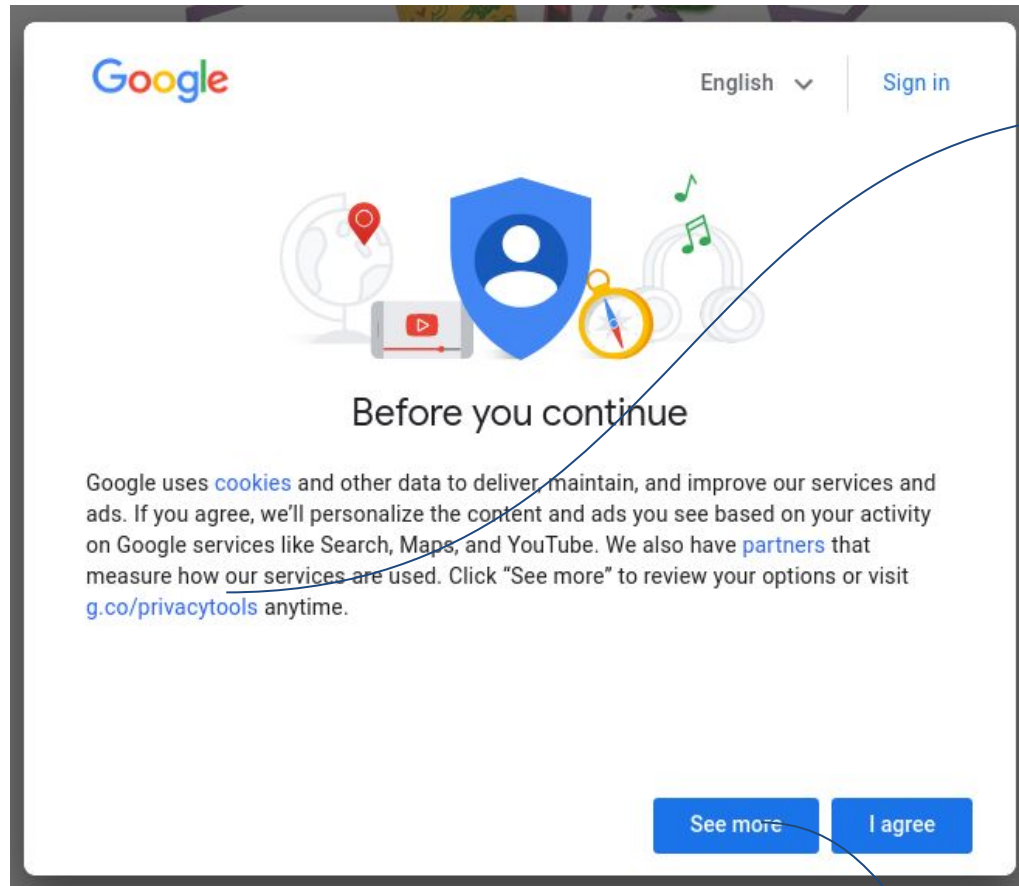 Google
English
Sign in
Before you continue
Google uses cookies and other data to deliver, maintain, and improve our services and
ads. If you agree, we’ll personalize the content and ads you see based on your activity
on Google services like Search, Maps, and YouTube. We also have partners that
measure how our services are used. Click “See more” to review your options or visit
g.co/privacytools anytime.
See more
I agree